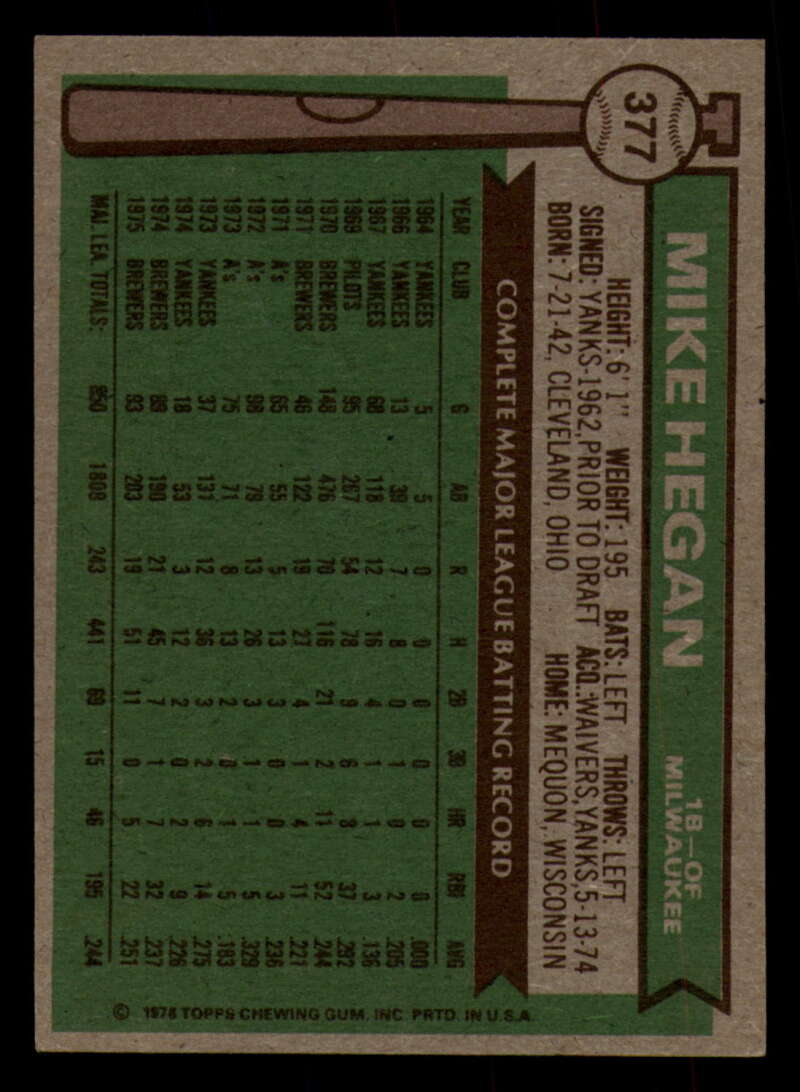 377
MIKE HEGAN
1B—OF
MILWAUKEE
HEIGHT: 6' 1" WEIGHT: 195 BATS: LEFT THROWS: LEFT
SIGNED: YANKS-1962, PRIOR TO DRAFT ACQ.: WAIVERS, YANKS, 5-13-74
BORN: 7-21-42, CLEVELAND, OHIO HOME: MEQUON, WISCONSIN
COMPLETE MAJOR LEAGUE BATTING RECORD
YEAR CLUB G AB R H 2B 3B HR RBI AVG
1964 YANKEES 5 5 0 0 0 0 0 0 .000
1966 YANKEES 13 39 7 8 0 1 0 2 .205
1967 YANKEES 68 118 12 16 4 1 1 3 .136
1969 PILOTS 95 267 54 78 9 6 8 37 .292
1970 BREWERS 148 476 70 116 21 2 11 52 .244
1971 BREWERS 46 122 19 27 4 1 4 11 .221
1971 A's 65 55 5 13 3 0 0 3 .236
1972 A's 98 79 13 26 3 1 1 5 .329
1973 A's 75 71 8 13 2 0 1 5 .183
1973 YANKEES 37 131 12 36 3 2 6 14 .275
1974 YANKEES 18 53 3 12 2 0 2 9 .226
1974 BREWERS 89 190 21 45 7 1 7 32 .237
1975 BREWERS 93 203 19 51 11 0 5 22 .251
MAJ. LEA. TOTALS: 850 1808 243 441 69 15 46 195 .244
© 1976 TOPPS CHEWING GUM, INC PRTD. IN U.S.A.